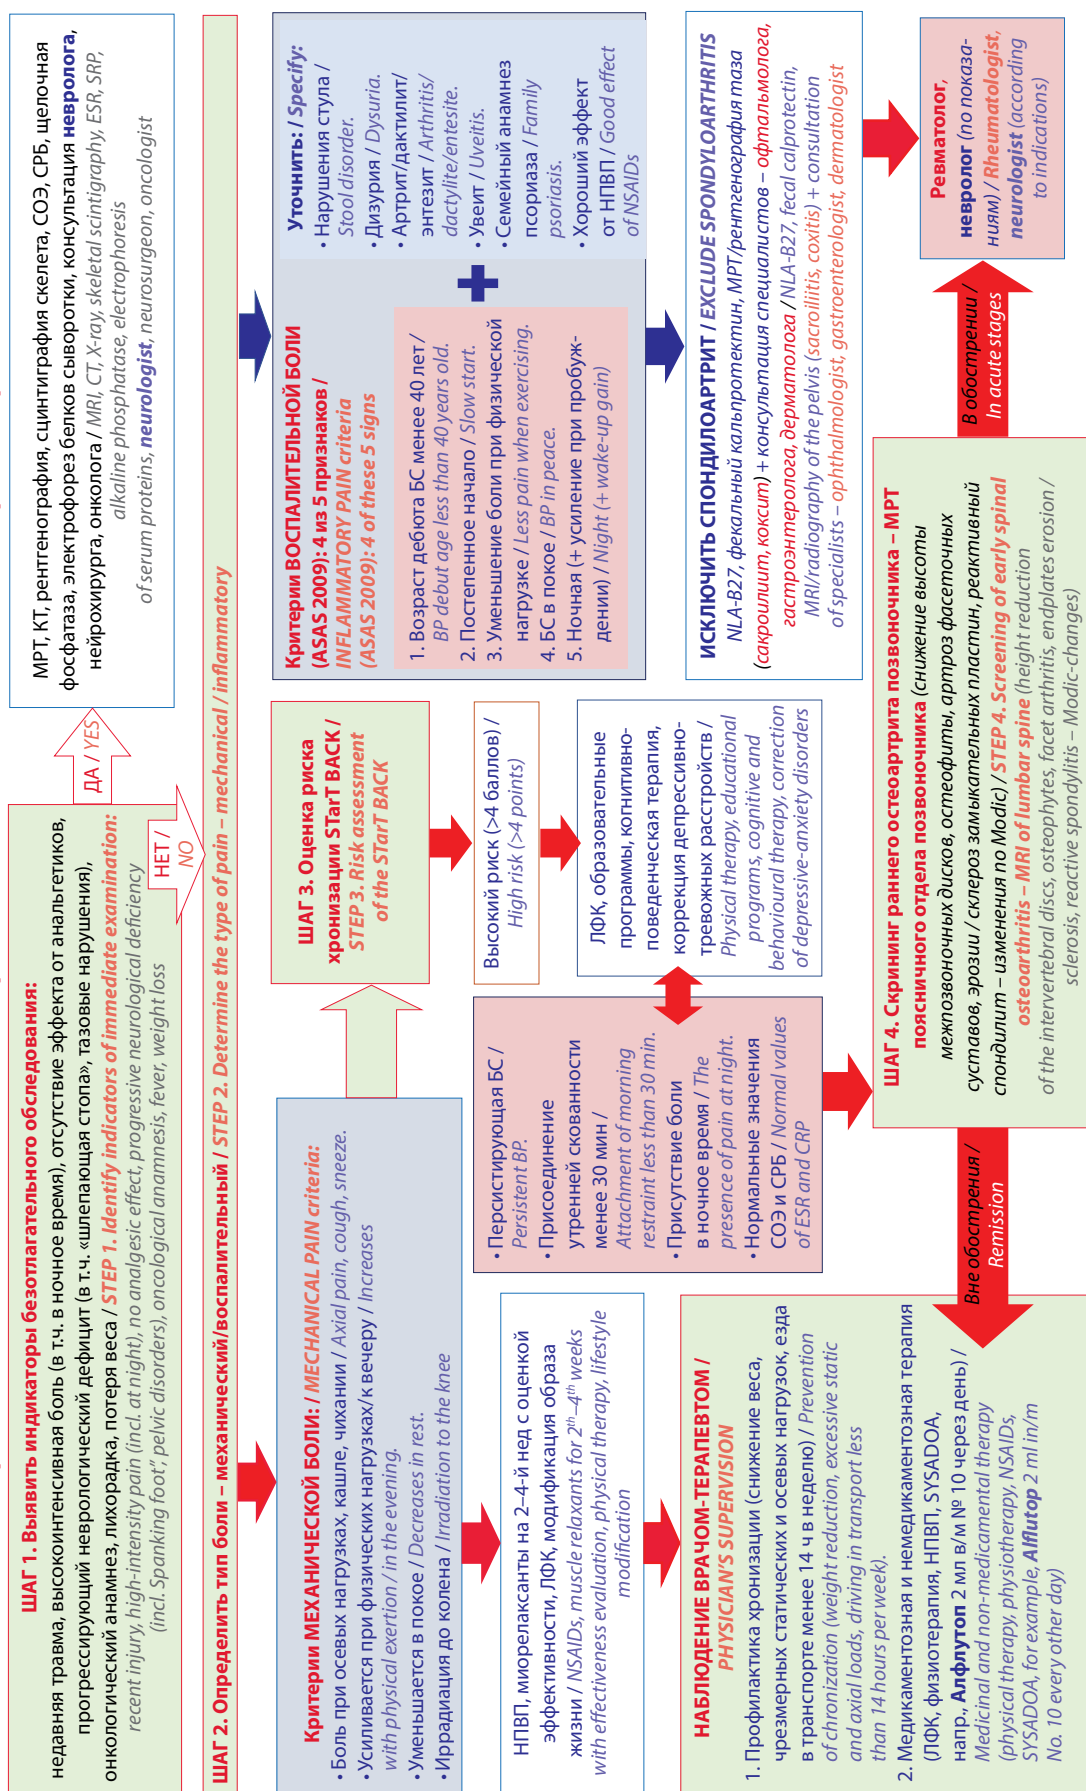 ШАГ 1. Выявить индикаторы безотлагательного обследования:
недавняя травма, высокоинтенсивная боль (в т.ч. в ночное время), отсутствие эффекта от анальгетиков,
прогрессирующий неврологический дефицит (в т.ч. «шлепающая стопа», тазовые нарушения),
онкологический анамнез, лихорадка, потеря веса / STEP 1. Identify indicators of immediate examination:
recent injury, high-intensity pain (incl. at night), no analgesic effect, progressive neurological deficiency
(incl. Spanking foot", pelvic disorders), oncological anamnesis, fever, weight loss
ДА / YES
НЕТ /
NO
МРТ, КТ, рентгенография, сцинтиграфия скелета, СОЭ, СРБ, щелочная
фосфатаза, электрофорез белков сыворотки, консультация невролога,
нейрохирурга, онколога / MRI, CT, X-ray, skeletal scintigraphy, ESR, SRP,
alkaline phosphatase, electrophoresis
of serum proteins, neurologist, neurosurgeon, oncologist
ШАГ 2. Определить тип боли – механический/воспалительный / STEP 2. Determine the type of pain – mechanical / inflammatory
Критерии МЕХАНИЧЕСКОЙ БОЛИ: / MECHANICAL PAIN criteria:
• Боль при осевых нагрузках, кашле, чихании / Axial pain, cough, sneeze.
• Усиливается при физических нагрузках/к вечеру / Increases
with physical exertion / in the evening.
• Уменьшается в покое / Decreases in rest.
• Иррадиация до колена / Irradiation to the knee
ШАГ 3. Оценка риска
хронизации STarT BACK /
STEP 3. Risk assessment
of the STarT BACK
Критерии ВОСПАЛИТЕЛЬНОЙ БОЛИ
(ASAS 2009): 4 из 5 признаков /
INFLAMMATORY PAIN criteria
(ASAS 2009): 4 of these 5 signs
1. Возраст дебюта БС менее 40 лет /
BP debut age less than 40 years old.
2. Постепенное начало / Slow start.
3. Уменьшение боли при физической
нагрузке / Less pain when exercising.
4. БС в покое / BP in peace.
5. Ночная (+ усиление при пробуж-
дении) / Night (+ wake-up gain)
Уточнить: / Specify:
• Нарушения стула /
Stool disorder.
• Дизурия / Dysuria.
• Артрит/дактилит/
энтезит / Arthritis/
dactylite/entesite.
• Увеит / Uveitis.
• Семейный анамнез
псориаза / Family
psoriasis.
• Хороший эффект
от НПВП / Good effect
of NSAIDs
Высокий риск (>4 баллов) /
High risk (>4 points)
НПВП, миорелаксанты на 2–4-й нед с оценкой
эффективности, ЛФК, модификация образа
жизни / NSAIDs, muscle relaxants for 2th–4th weeks
with effectiveness evaluation, physical therapy, lifestyle
modification
• Персистирующая БС /
Persistent BP.
• Присоединение
утренней скованности
менее 30 мин /
Attachment of morning
restraint less than 30 min.
• Присутствие боли
в ночное время / The
presence of pain at night.
• Нормальные значения
СОЭ и СРБ / Normal values
of ESR and CRP
ЛФК, образовательные
программы, когнитивно-
поведенческая терапия,
коррекция депрессивно-
тревожных расстройств /
Physical therapy, educational
programs, cognitive and
behavioural therapy, correction
of depressive-anxiety disorders
ИСКЛЮЧИТЬ СПОНДИЛОАРТРИТ / EXCLUDE SPONDYLOARTHRITIS
NLA-B27, фекальный кальпротектин, МРТ/рентгенография таза
(сакроилит, коксит) + консультация специалистов – офтальмолога,
гастроэнтеролога, дерматолога / NLA-B27, fecal calprotectin,
MRI/radiography of the pelvis (sacroiliitis, coxitis) + consultation
of specialists – ophthalmologist, gastroenterologist, dermatologist
НАБЛЮДЕНИЕ ВРАЧОМ-ТЕРАПЕВТОМ /
PHYSICIAN'S SUPERVISION
1. Профилактика хронизации (снижение веса,
чрезмерных статических и осевых нагрузок, езда
в транспорте менее 14 ч в неделю) / Prevention
of chronization (weight reduction, excessive static
and axial loads, driving in transport less
than 14 hours per week).
2. Медикаментозная и немедикаментозная терапия
(ЛФК, физиотерапия, НПВП, SYSADOA,
напр., Алфлутоп 2 мл в/м № 10 через день) /
Medicinal and non-medicamental therapy
(physical therapy, physiotherapy, NSAIDs,
SYSADOA, for example, Alflutop 2 ml in/m
No. 10 every other day)
Вне обострения /
Remission
ШАГ 4. Скрининг раннего остеоартрита позвоночника – МРТ
поясничного отдела позвоночника (снижение высоты
межпозвоночных дисков, остеофиты, артроз фасеточных
суставов, эрозии / склероз замыкательных пластин, реактивный
спондилит – изменения по Modic) / STEP 4. Screening of early spinal
osteoarthritis – MRI of lumbar spine (height reduction
of the intervertebral discs, osteophytes, facet arthritis, endplates erosion /
sclerosis, reactive spondylitis – Modic-changes)
В обострении /
In acute stages
Ревматолог,
невролог (по показа-
ниям) / Rheumatologist,
neurologist (according
to indications)